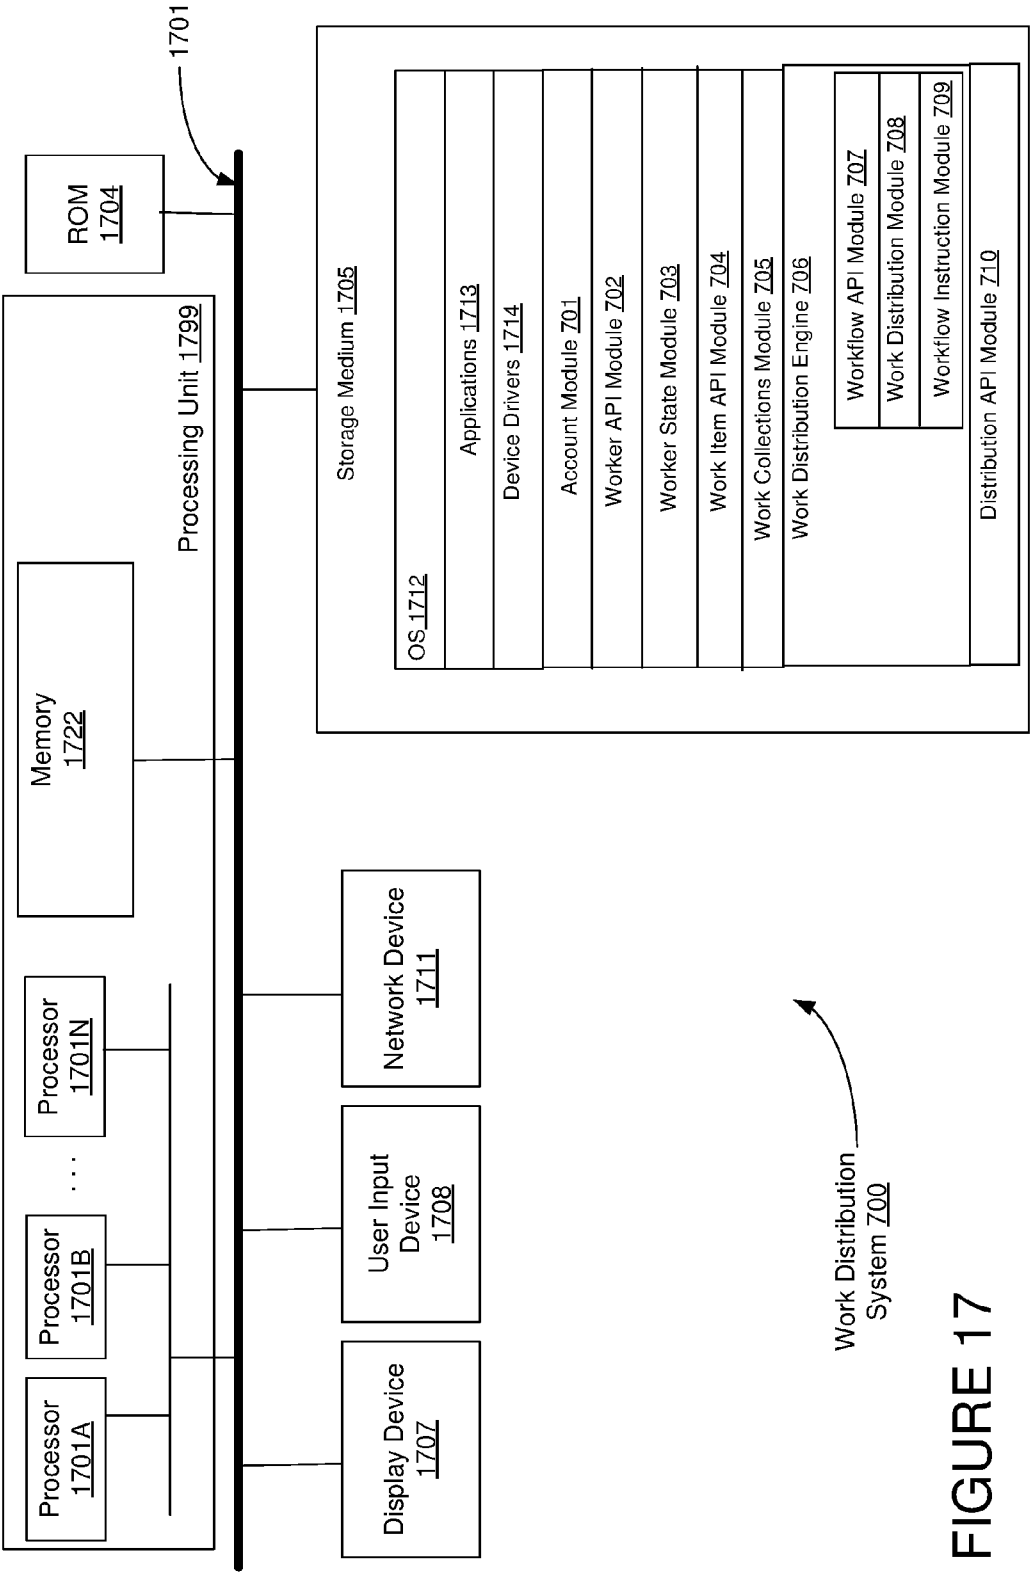 Processor
1701A
Processor
1701B
. . .
Processor
1701N
Memory
1722
Processing Unit 1799
ROM
1704
1701
Display Device
1707
User Input
Device
1708
Network Device
1711
Storage Medium 1705
OS 1712
Applications 1713
Device Drivers 1714
Account Module 701
Worker API Module 702
Worker State Module 703
Work Item API Module 704
Work Collections Module 705
Work Distribution Engine 706
Workflow API Module 707
Work Distribution Module 708
Workflow Instruction Module 709
Distribution API Module 710
Work Distribution
System 700
FIGURE 17